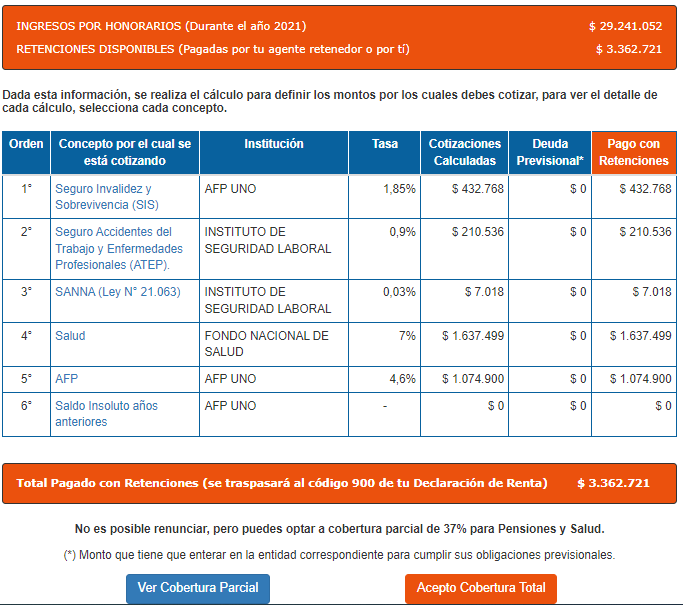 INGRESOS POR HONORARIOS (Durante el año 2021) $ 29.241.052
RETENCIONES DISPONIBLES (Pagadas por tu agente retenedor o por tí) $ 3.362.721
Dada esta información, se realiza el cálculo para definir los montos por los cuales debes cotizar, para ver el detalle de
cada cálculo, selecciona cada concepto.
Orden Concepto por el cual se Institución Tasa Cotizaciones Deuda Pago con
está cotizando Calculadas Previsional* Retenciones
1° Seguro Invalidez y AFP UNO 1,85% $ 432.768 $ 0 $ 432.768
Sobrevivencia (SIS)
2° Seguro Accidentes del INSTITUTO DE 0,9% $ 210.536 $ 0 $ 210.536
Trabajo y Enfermedades SEGURIDAD LABORAL
Profesionales (ATEP).
3° SANNA (Ley N° 21.063) INSTITUTO DE 0,03% $ 7.018 $ 0 $ 7.018
SEGURIDAD LABORAL
4° Salud FONDO NACIONAL DE 7% $ 1.637.499 $ 0 $ 1.637.499
SALUD
5° AFP AFP UNO 4,6% $ 1.074.900 $ 0 $ 1.074.900
6° Saldo Insoluto años AFP UNO - $ 0 $ 0 $ 0
anteriores
Total Pagado con Retenciones (se traspasará al código 900 de tu Declaración de Renta) $ 3.362.721
No es posible renunciar, pero puedes optar a cobertura parcial de 37% para Pensiones y Salud.
(*) Monto que tiene que enterar en la entidad correspondiente para cumplir sus obligaciones previsionales.
Ver Cobertura Parcial Acepto Cobertura Total